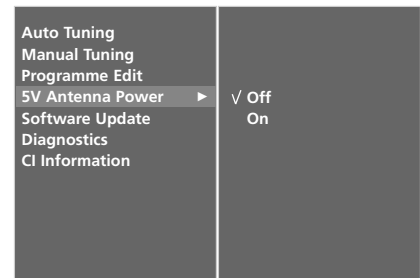 Auto Tuning
Manual Tuning
Programme Edit
5V Antenna Power ►
√ Off
On
Software Update
Diagnostics
CI Information